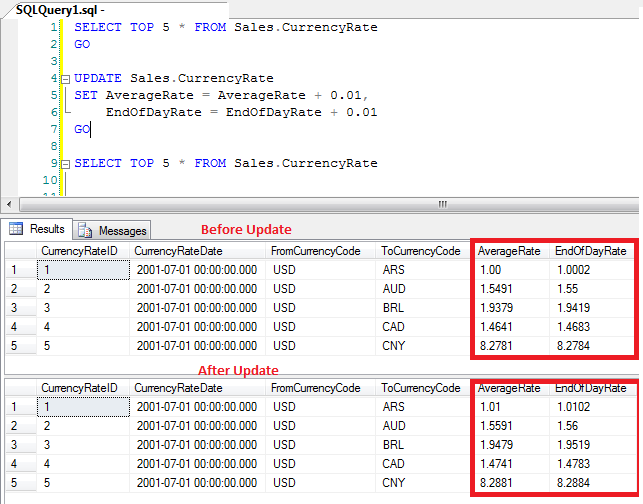 SQLQuery1.sql -
1 SELECT TOP 5 * FROM Sales.CurrencyRate
2 GO
3
4 UPDATE Sales.CurrencyRate
5 SET AverageRate = AverageRate + 0.01,
6 EndOfDayRate = EndOfDayRate + 0.01
7 GO
8
9 SELECT TOP 5 * FROM Sales.CurrencyRate
10
Results Messages Before Update
CurrencyRateID CurrencyRateDate FromCurrencyCode ToCurrencyCode AverageRate EndOfDayRate
1 1 2001-07-01 00:00:00.000 USD ARS 1.00 1.0002
2 2 2001-07-01 00:00:00.000 USD AUD 1.5491 1.55
3 3 2001-07-01 00:00:00.000 USD BRL 1.9379 1.9419
4 4 2001-07-01 00:00:00.000 USD CAD 1.4641 1.4683
5 5 2001-07-01 00:00:00.000 USD CNY 8.2781 8.2784
After Update
CurrencyRateID CurrencyRateDate FromCurrencyCode ToCurrencyCode AverageRate EndOfDayRate
1 1 2001-07-01 00:00:00.000 USD ARS 1.01 1.0102
2 2 2001-07-01 00:00:00.000 USD AUD 1.5591 1.56
3 3 2001-07-01 00:00:00.000 USD BRL 1.9479 1.9519
4 4 2001-07-01 00:00:00.000 USD CAD 1.4741 1.4783
5 5 2001-07-01 00:00:00.000 USD CNY 8.2881 8.2884